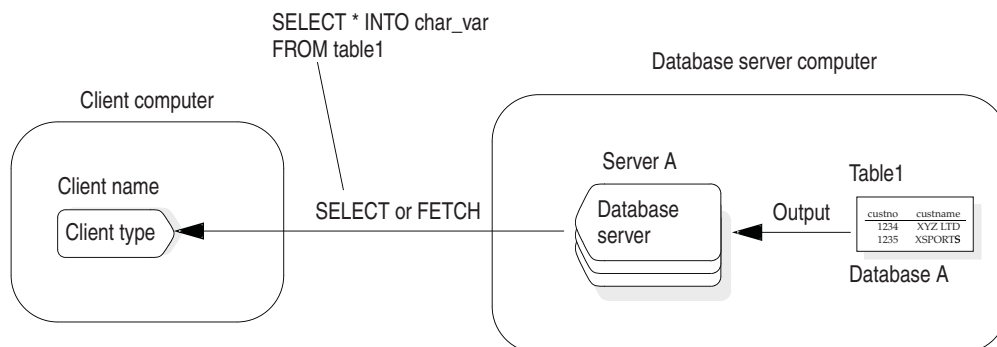 SELECT * INTO char_var
FROM table1
Database server computer
Client computer
Server A
Table1
Client name
SELECT or FETCH
Database
server
Output
custno custname
1234 XYZ LTD
1235 XSPORTS
Client type
Database A